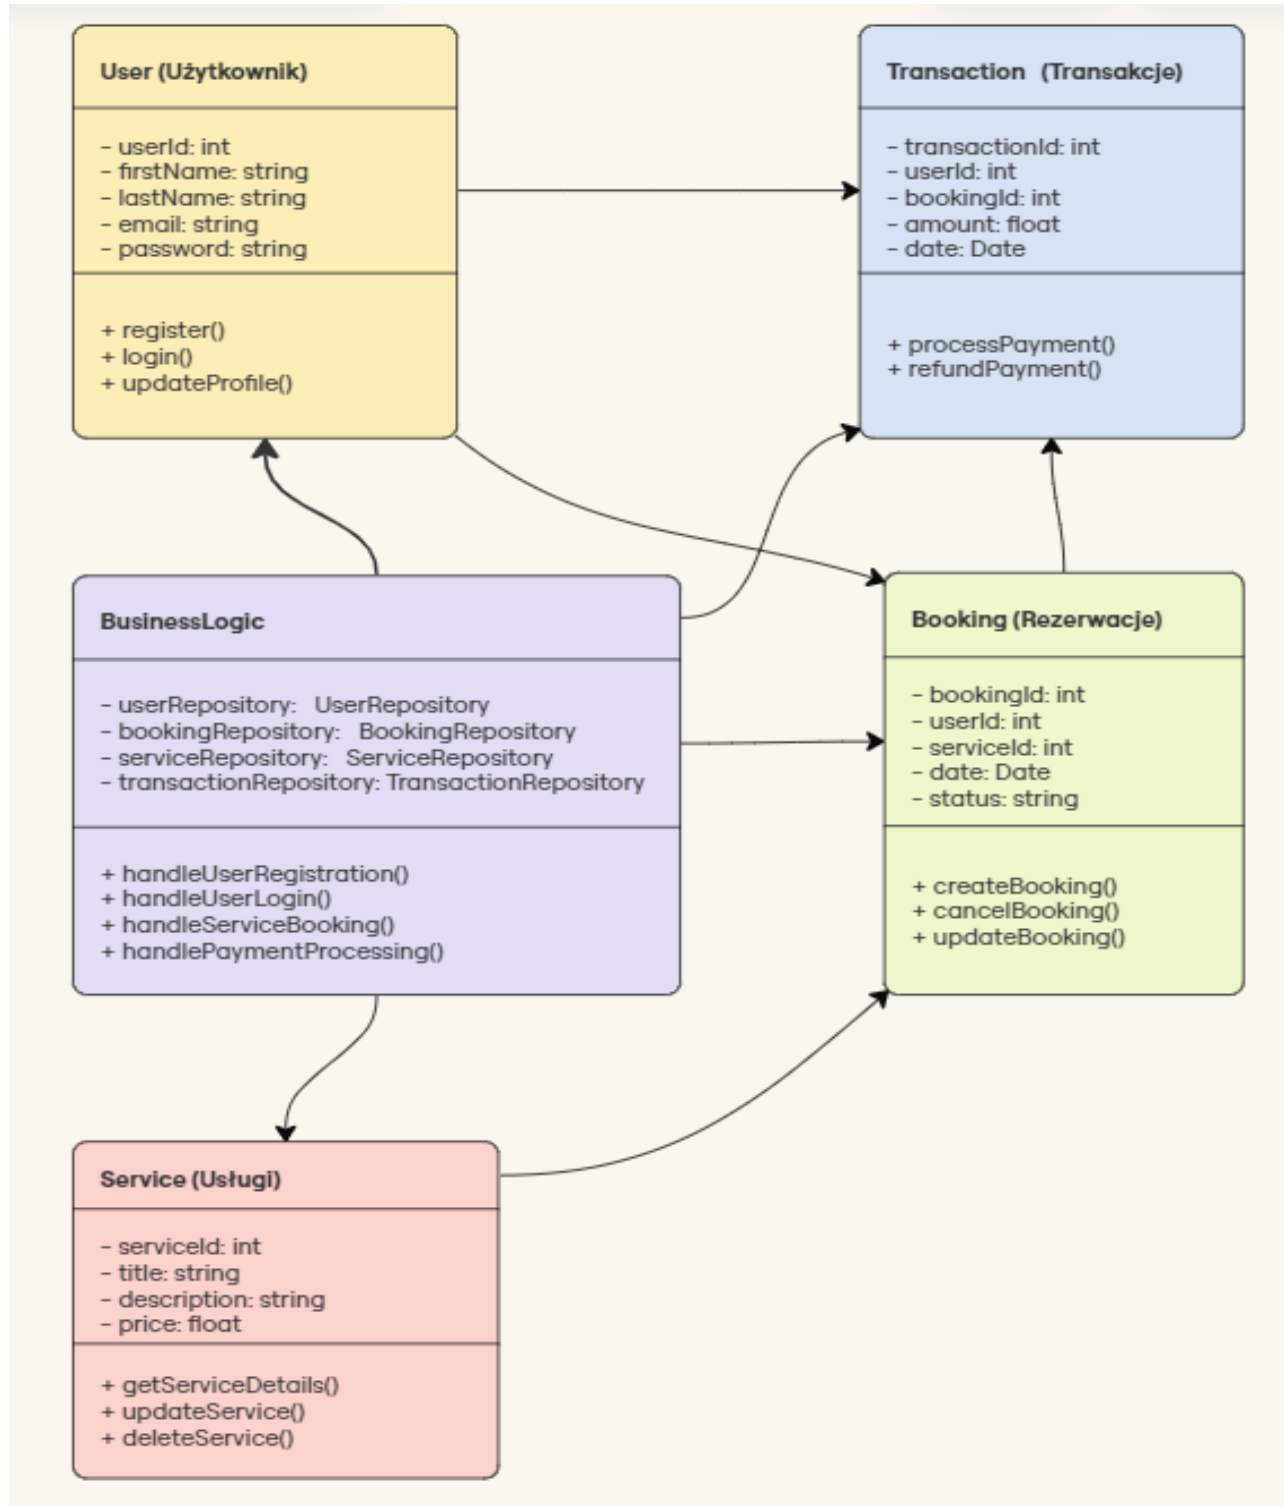 User (Użytkownik)
- userId: int
- firstName: string
- lastName: string
- email: string
- password: string
+ register()
+ login()
+ updateProfile()
Transaction (Transakcje)
- transactionId: int
- userId: int
- bookingId: int
- amount: float
- date: Date
+ processPayment()
+ refundPayment()
BusinessLogic
- userRepository: UserRepository
- bookingRepository: BookingRepository
- serviceRepository: ServiceRepository
- transactionRepository: TransactionRepository
+ handleUserRegistration()
+ handleUserLogin()
+ handleServiceBooking()
+ handlePaymentProcessing()
Booking (Rezerwacje)
- bookingId: int
- userId: int
- serviceId: int
- date: Date
- status: string
+ createBooking()
+ cancelBooking()
+ updateBooking()
Service (Usługi)
- serviceId: int
- title: string
- description: string
- price: float
+ getServiceDetails()
+ updateService()
+ deleteService()